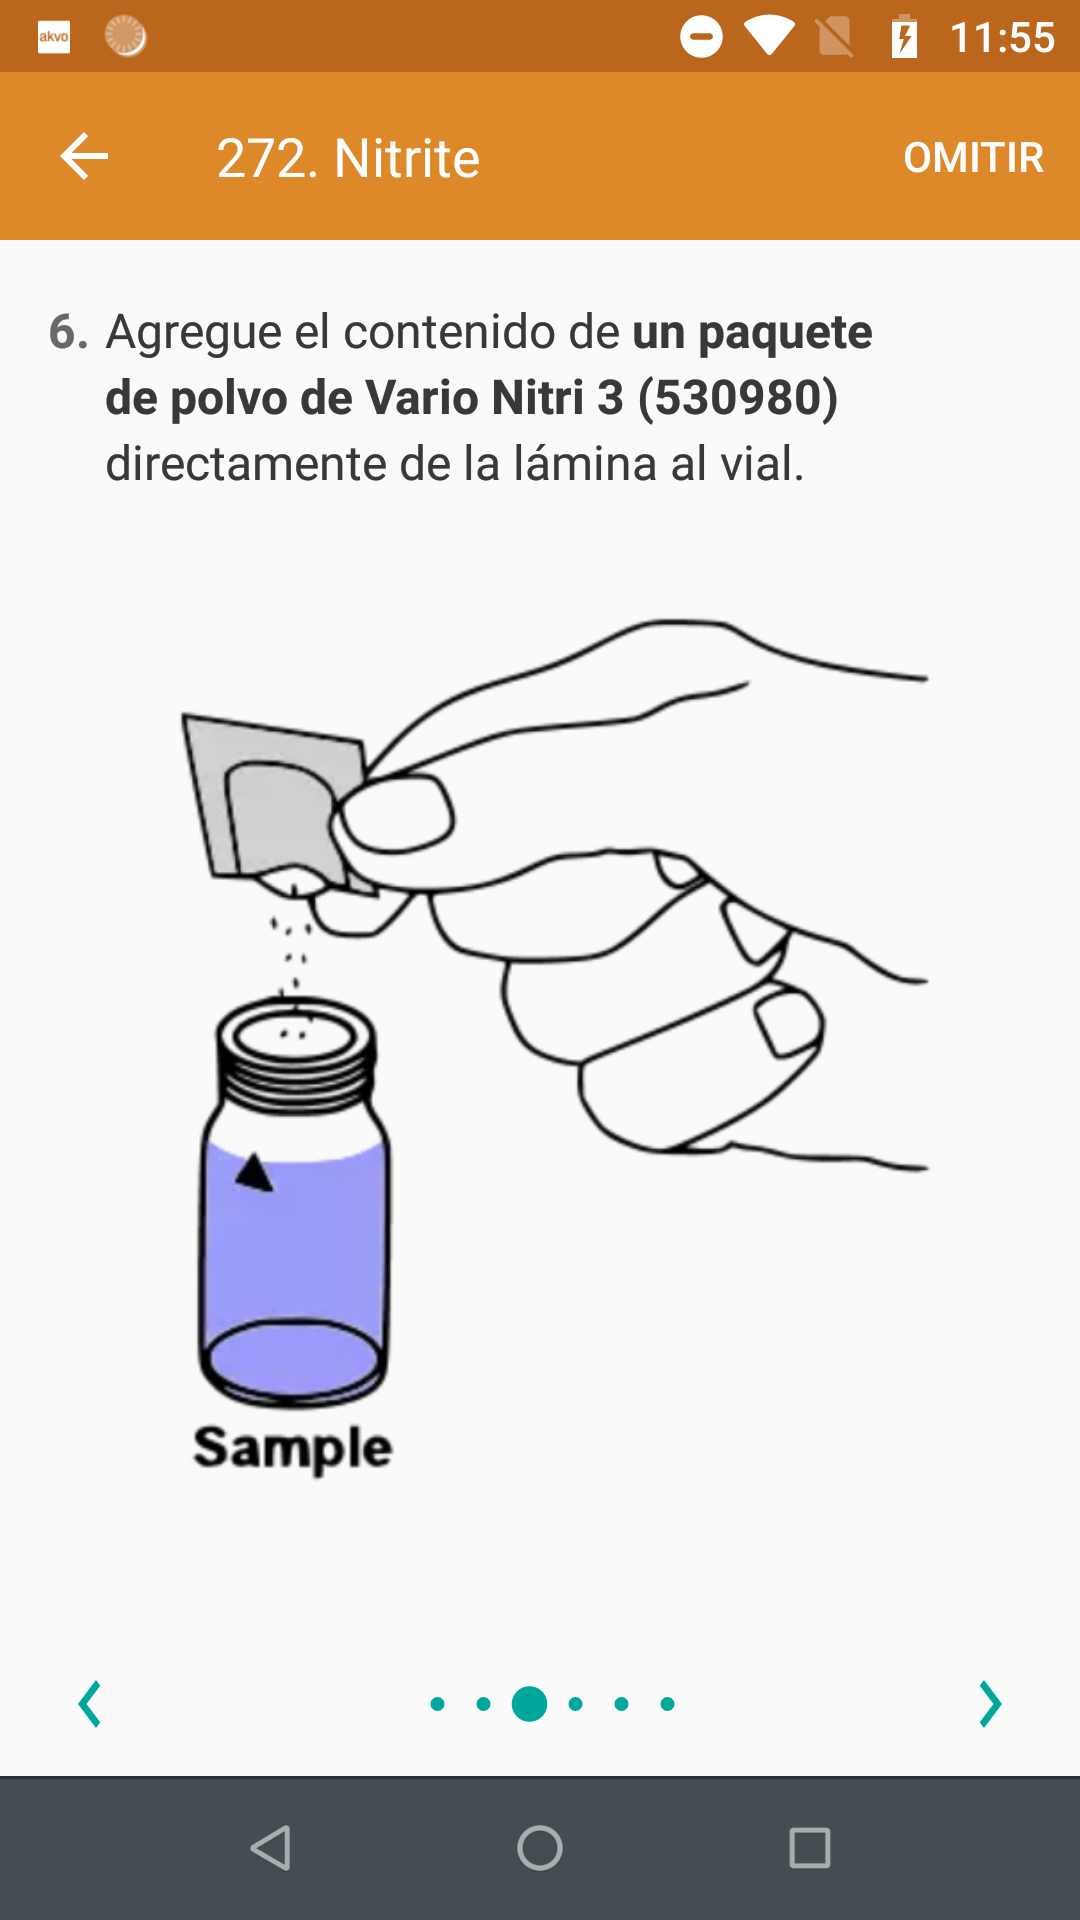 akvo
11:55
272. Nitrite
OMITIR
6. Agregue el contenido de un paquete
de polvo de Vario Nitri 3 (530980)
directamente de la lámina al vial.
Sample